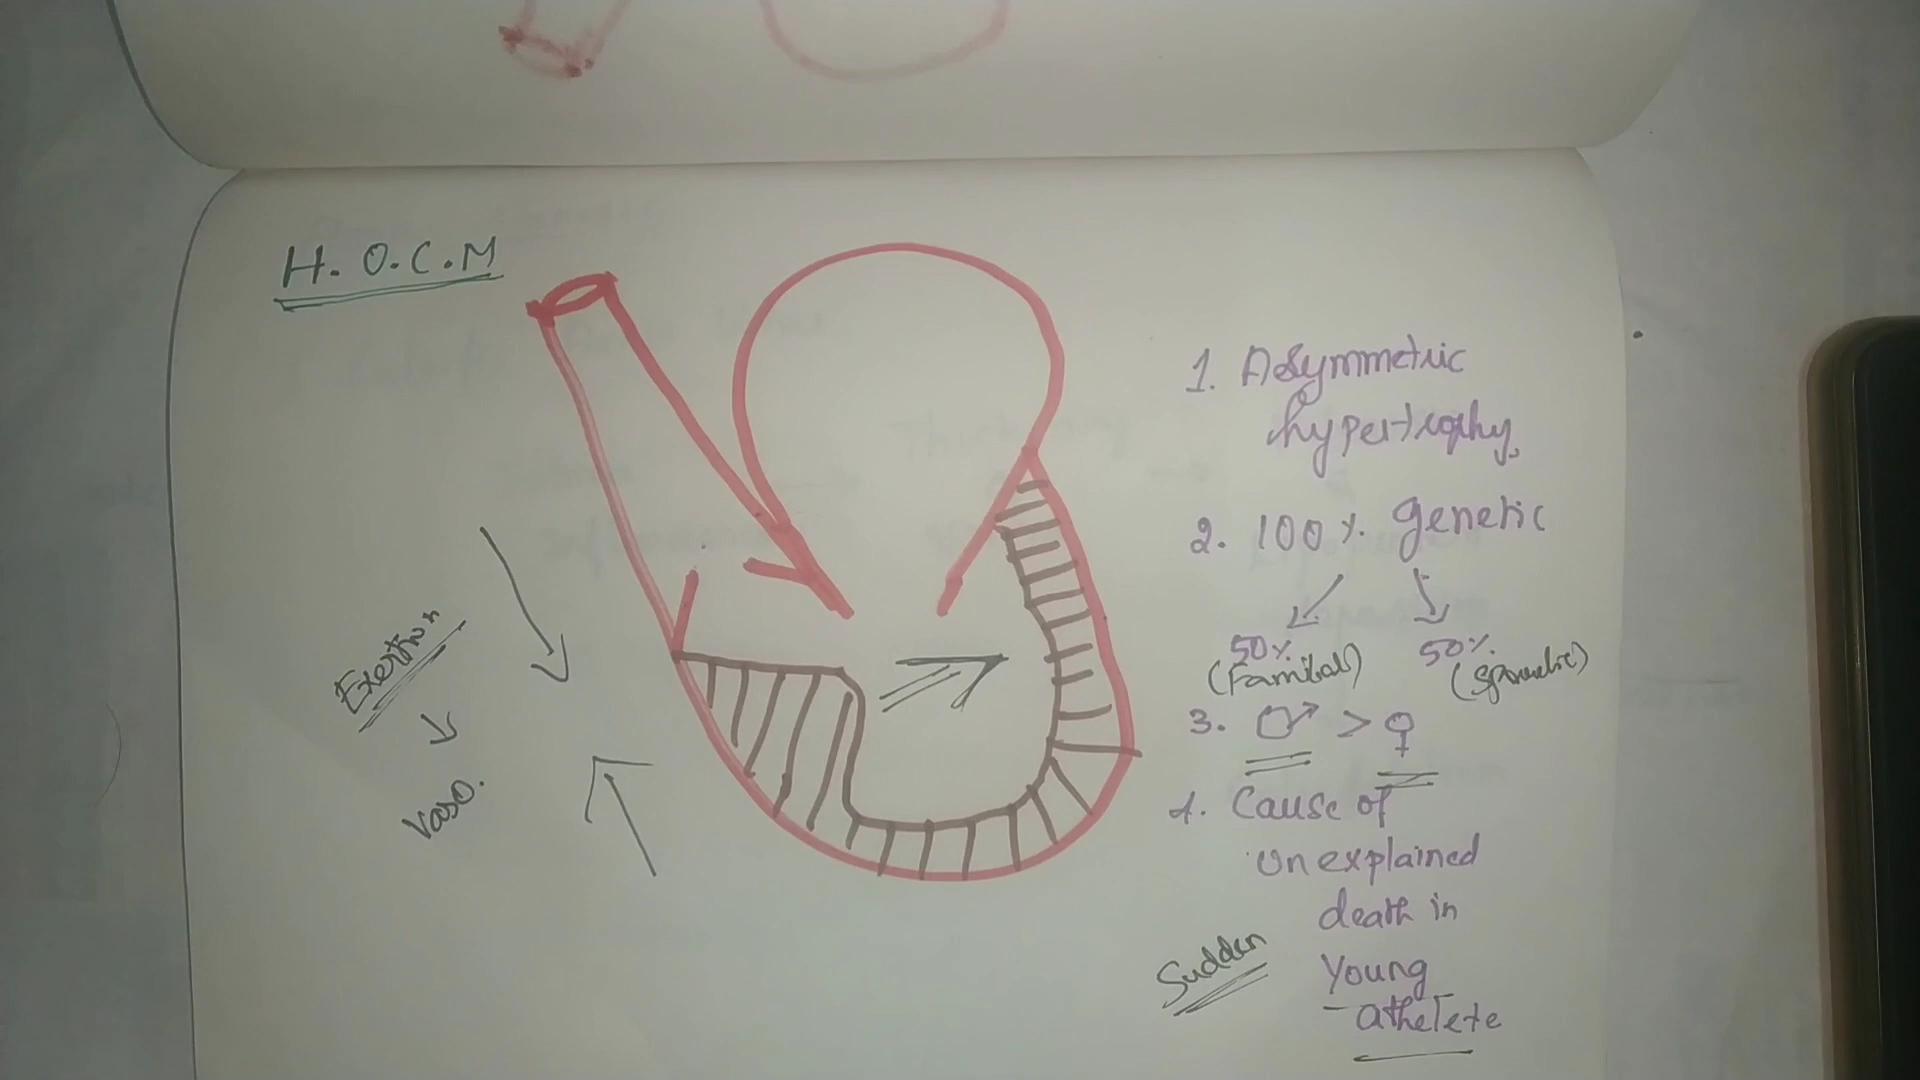 H. O. C. M
1. Asymmetric
hypertrophy,
2. 100 %. genetic
50%. 50%.
(Familial) (Sporadic)
3. ♂ > ♀
4. Cause of
unexplained
death in
Sudden
Young
athelete
Exertion
↓
Vaso.